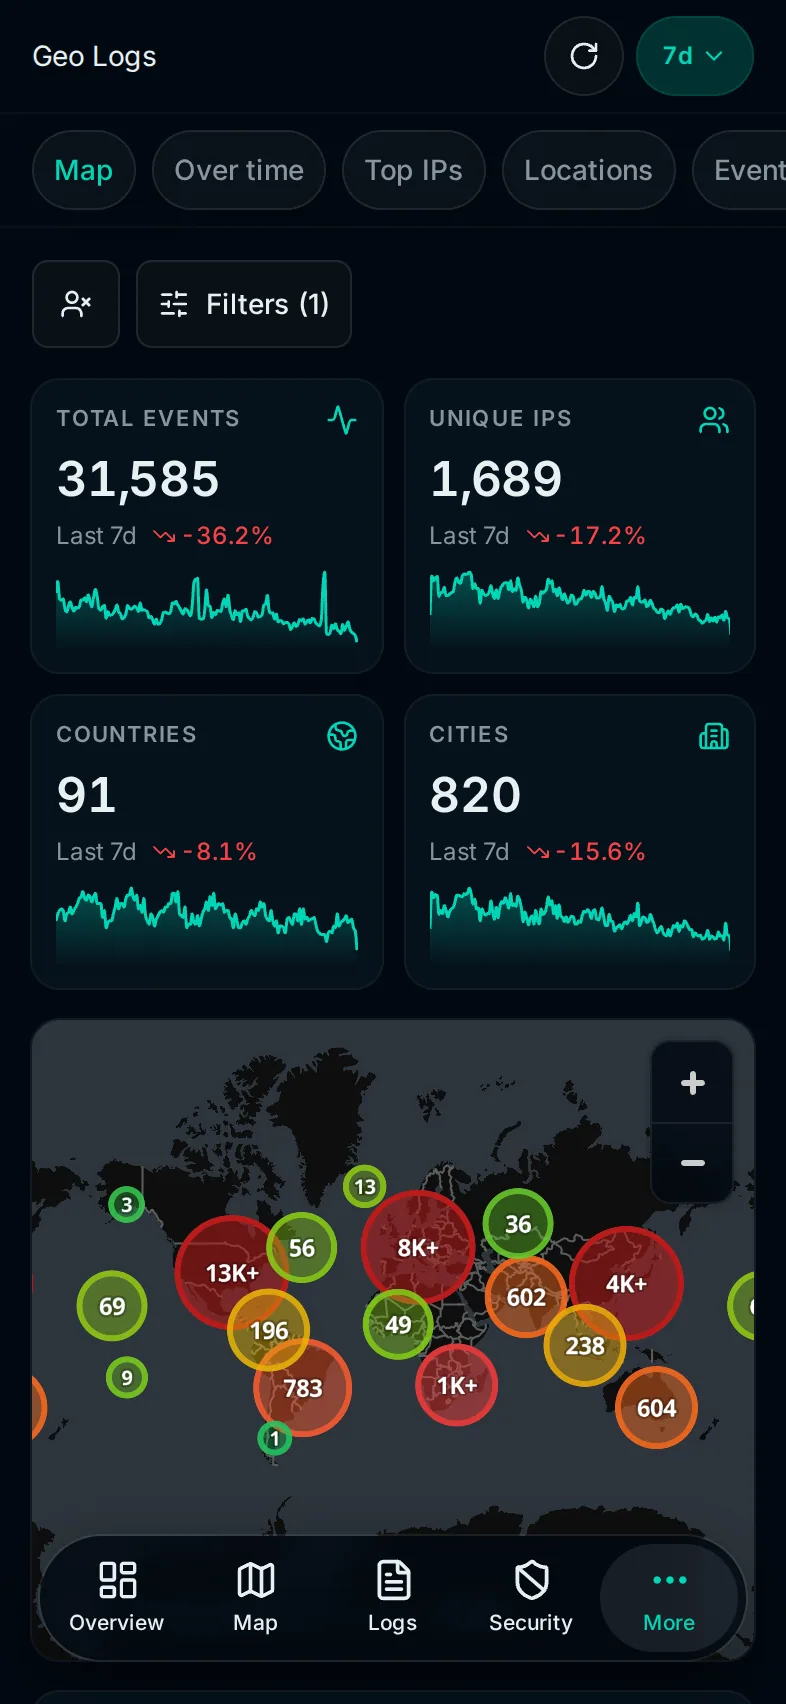 Geo Logs
7d
Map
Over time
Top IPs
Locations
Event
Filters (1)
TOTAL EVENTS
31,585
Last 7d -36.2%
UNIQUE IPS
1,689
Last 7d -17.2%
COUNTRIES
91
Last 7d -8.1%
CITIES
820
Last 7d -15.6%
+
−
3
13
36
56
8K+
13K+
4K+
69
602
49
196
238
9
783
1K+
604
1
Overview
Map
Logs
Security
More